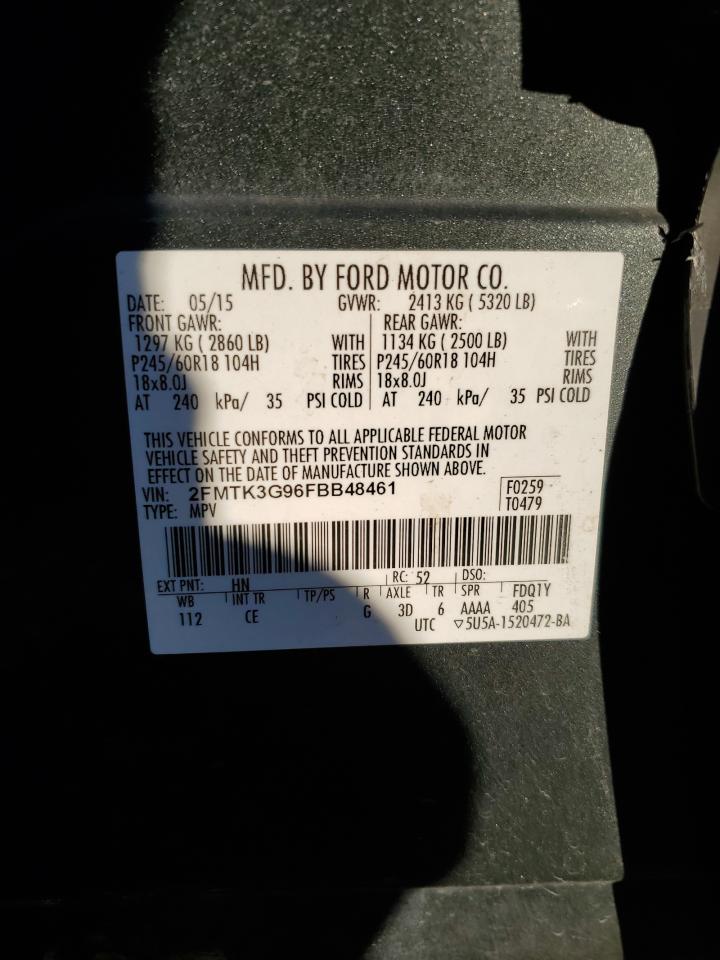 MFD. BY FORD MOTOR CO.
DATE: 05/15 GVWR: 2413 KG ( 5320 LB)
FRONT GAWR: REAR GAWR:
1297 KG ( 2860 LB) WITH 1134 KG ( 2500 LB) WITH
P245/60R18 104H TIRES P245/60R18 104H TIRES
18x8.0J RIMS 18x8.0J RIMS
AT 240 kPa/ 35 PSI COLD AT 240 kPa/ 35 PSI COLD
THIS VEHICLE CONFORMS TO ALL APPLICABLE FEDERAL MOTOR
VEHICLE SAFETY AND THEFT PREVENTION STANDARDS IN
EFFECT ON THE DATE OF MANUFACTURE SHOWN ABOVE.
VIN: 2FMTK3G96FBB48461 F0259
TYPE: MPV T0479
EXT PNT: HN RC: 52 DSO:
WB INT TR TP/PS R AXLE TR SPR FDQ1Y
112 CE G 3D 6 AAAA 405
UTC ▽5U5A-1520472-BA